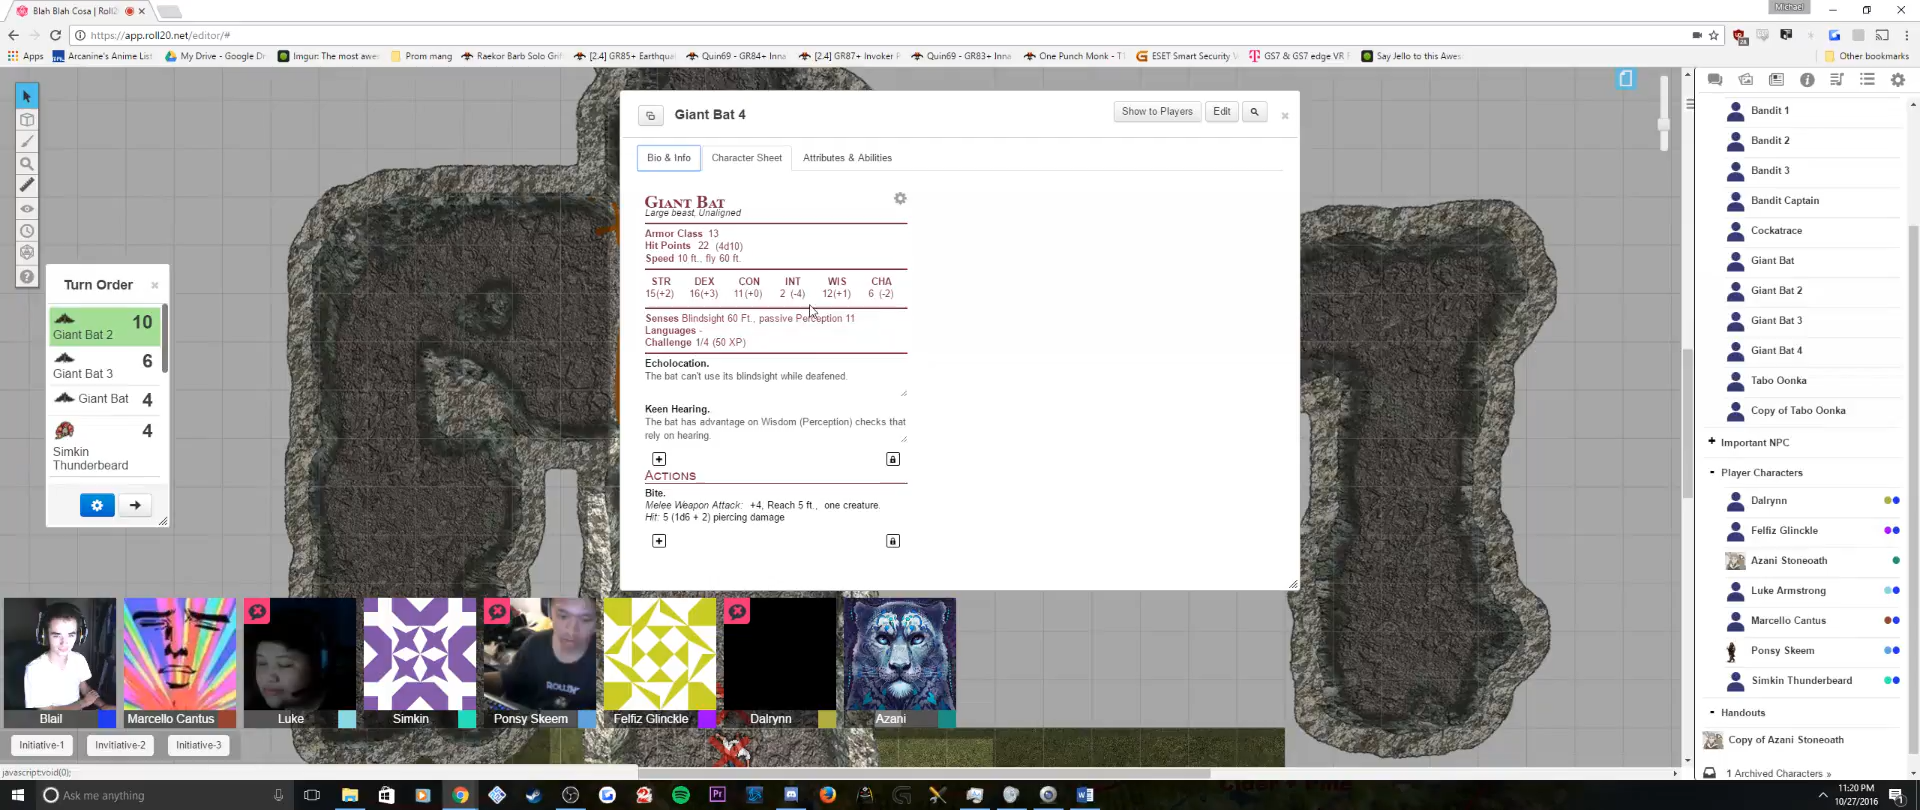 Blah Blah Cosa | Roll2
Michael
https://app.roll20.net/editor/#
Apps
Arcanine's Anime List
My Drive - Google Dr
Imgur: The most awe
Prom mang
Raekor Barb Solo Gri
[2.4] GR85+ Earthqua
Quin69 - GR84+ Inna
[2.4] GR87+ Invoker P
Quin69 - GR83+ Inna
One Punch Monk - T1
ESET Smart Security
GS7 & GS7 edge VR F
Say Jello to this Awes
Other bookmarks
Giant Bat 4
Show to Players
Edit
Bio & Info
Character Sheet
Attributes & Abilities
Giant Bat
Large beast, Unaligned
Armor Class 13
Hit Points 22 (4d10)
Speed 10 ft., fly 60 ft.
STR DEX CON INT WIS CHA
15(+2) 16(+3) 11(+0) 2 (-4) 12(+1) 6 (-2)
Senses Blindsight 60 Ft., passive Perception 11
Languages -
Challenge 1/4 (50 XP)
Echolocation.
The bat can't use its blindsight while deafened.
Keen Hearing.
The bat has advantage on Wisdom (Perception) checks that
rely on hearing.
Actions
Bite.
Melee Weapon Attack: +4, Reach 5 ft., one creature.
Hit: 5 (1d6 + 2) piercing damage
Turn Order
Giant Bat 2 10
Giant Bat 3 6
Giant Bat 4
Simkin
Thunderbeard 4
Bandit 1
Bandit 2
Bandit 3
Bandit Captain
Cockatrace
Giant Bat
Giant Bat 2
Giant Bat 3
Giant Bat 4
Tabo Oonka
Copy of Tabo Oonka
Important NPC
Player Characters
Dalrynn
Felfiz Glinckle
Azani Stoneoath
Luke Armstrong
Marcello Cantus
Ponsy Skeem
Simkin Thunderbeard
Handouts
Copy of Azani Stoneoath
1 Archived Characters »
ROLLIN'
Blail
Marcello Cantus
Luke
Simkin
Ponsy Skeem
Felfiz Glinckle
Dalrynn
Azani
Initiative-1
Invitiative-2
Initiative-3
javascript:void(0);
Ask me anything
11:20 PM
10/27/2016